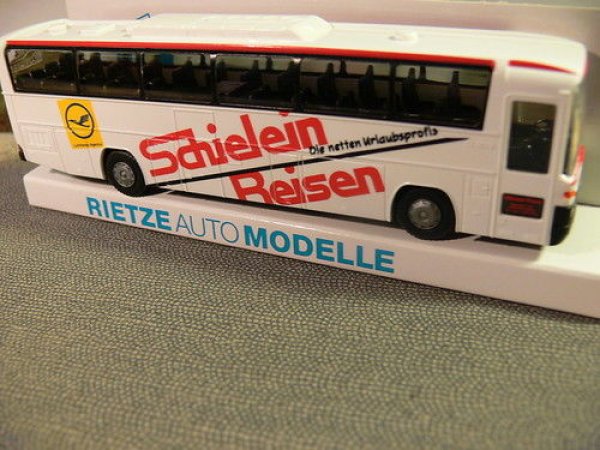 Schielein
Die netten Urlaubsprofis
Reisen
RIETZE AUTO MODELLE